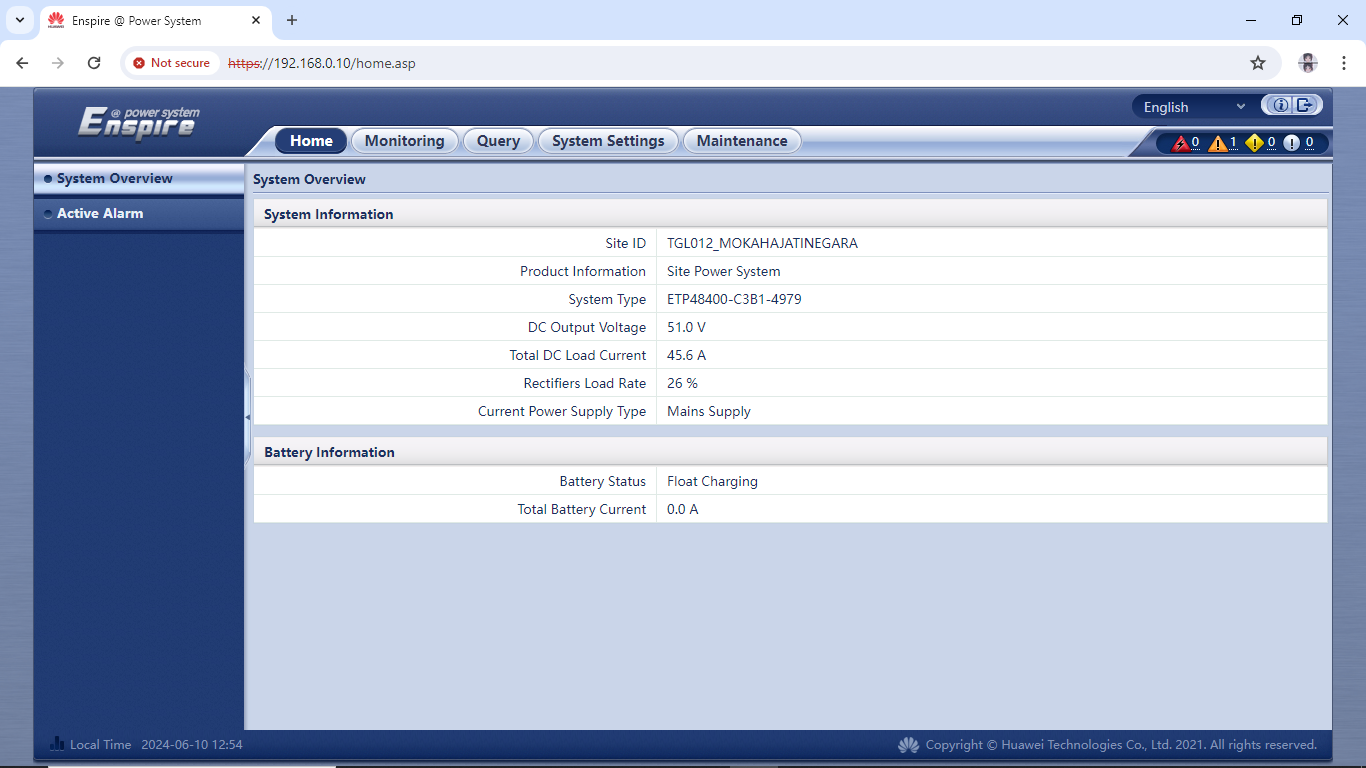 Enspire @ Power System
Not secure https://192.168.0.10/home.asp
@ power system
Enspire
English
Home Monitoring Query System Settings Maintenance
0 1 0 0
System Overview
Active Alarm
System Overview
System Information
Site ID TGL012_MOKAHAJATINEGARA
Product Information Site Power System
System Type ETP48400-C3B1-4979
DC Output Voltage 51.0 V
Total DC Load Current 45.6 A
Rectifiers Load Rate 26 %
Current Power Supply Type Mains Supply
Battery Information
Battery Status Float Charging
Total Battery Current 0.0 A
Local Time 2024-06-10 12:54
Copyright © Huawei Technologies Co., Ltd. 2021. All rights reserved.